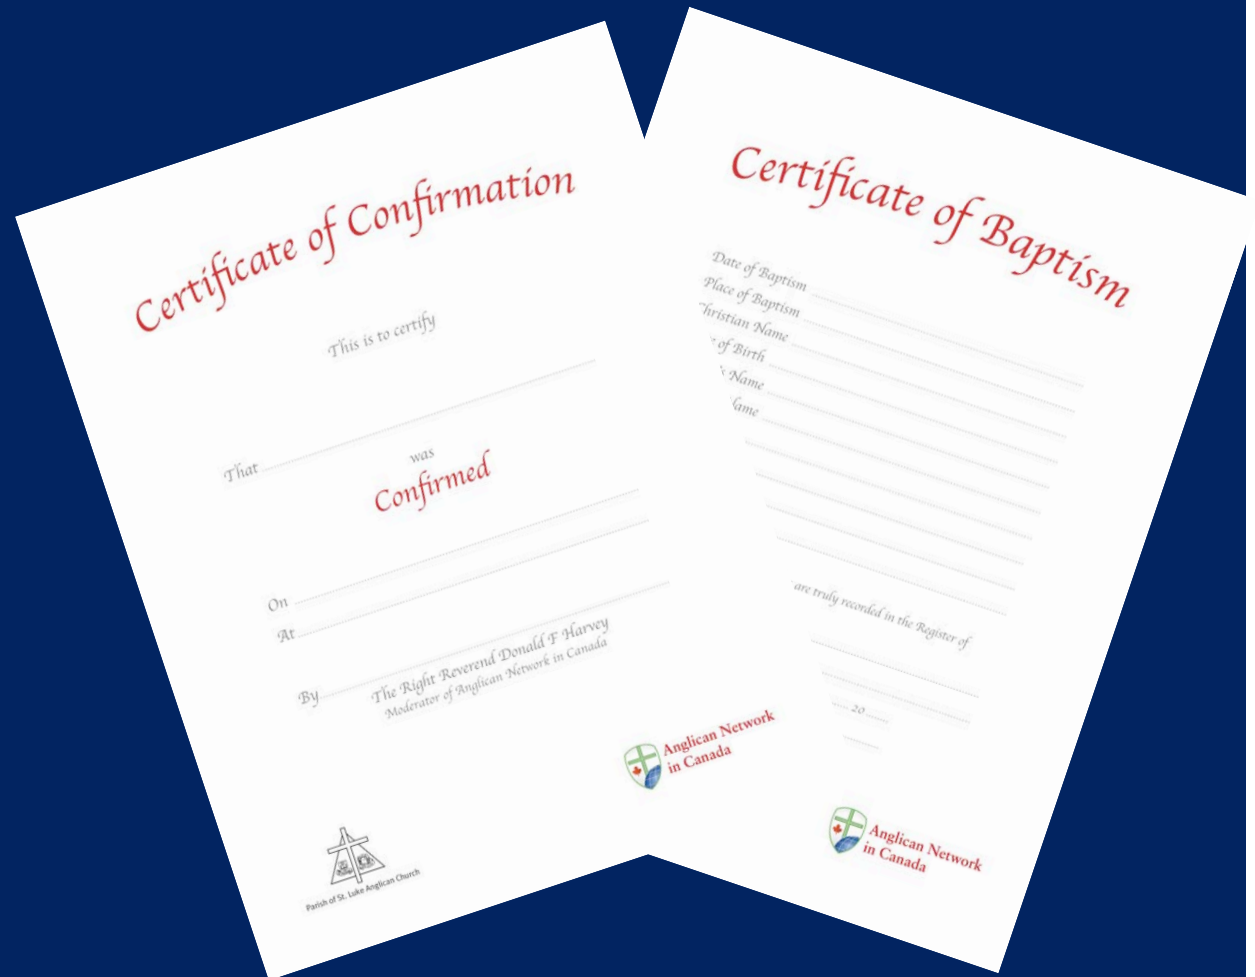 Certificate of Confirmation
This is to certify
That
was
Confirmed
On
At
By
The Right Reverend Donald F Harvey
Moderator of Anglican Network in Canada
Anglican Network
in Canada
Parish of St. Luke Anglican Church
Certificate of Baptism
Date of Baptism
Place of Baptism
hristian Name
of Birth
Name
ame
are truly recorded in the Register of
20
Anglican Network
in Canada